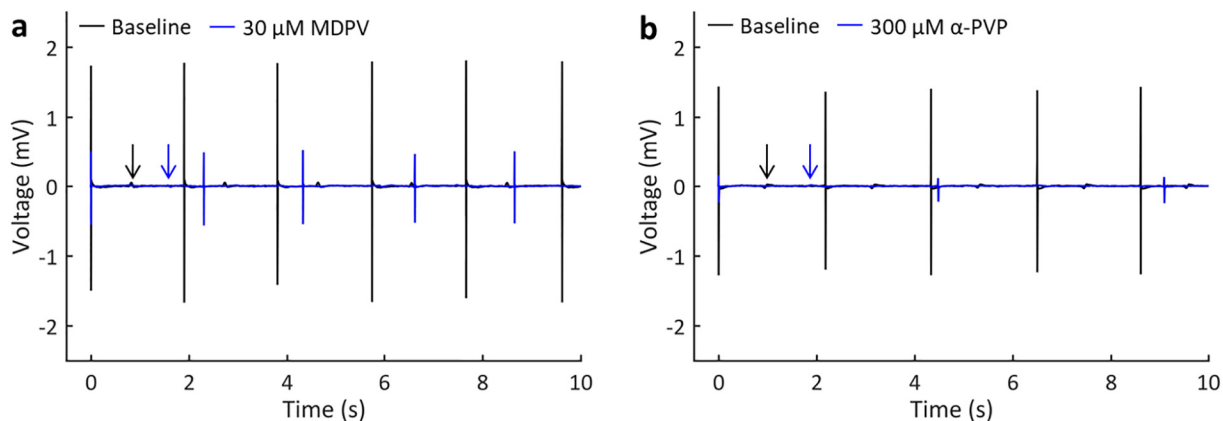 a
Baseline 30 μM MDPV
2
1
0
-1
-2
Voltage (mV)
0 2 4 6 8 10
Time (s)
b
Baseline 300 μM α-PVP
2
1
0
-1
-2
Voltage (mV)
0 2 4 6 8 10
Time (s)